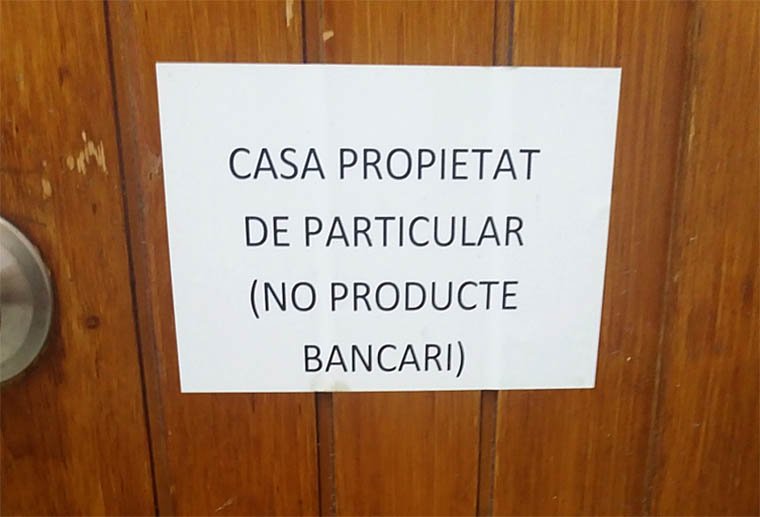 CASA PROPIETAT
DE PARTICULAR
(NO PRODUCTE
BANCARI)